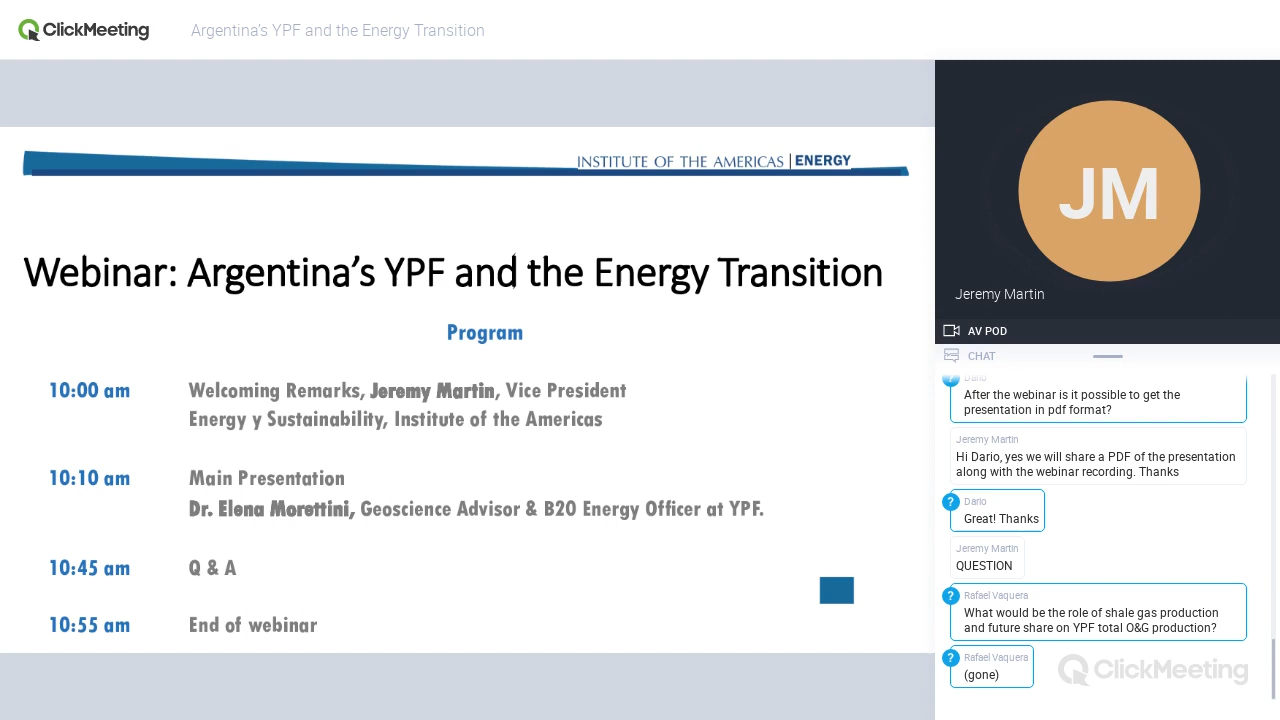 ClickMeeting
Argentina's YPF and the Energy Transition
INSTITUTE OF THE AMERICAS | ENERGY
Webinar: Argentina’s YPF and the Energy Transition
Program
10:00 am Welcoming Remarks, Jeremy Martin, Vice President
Energy y Sustainability, Institute of the Americas
10:10 am Main Presentation
Dr. Elena Morettini, Geoscience Advisor & B20 Energy Officer at YPF.
10:45 am Q & A
10:55 am End of webinar
JM
Jeremy Martin
AV POD
CHAT
? Dario
After the webinar is it possible to get the
presentation in pdf format?
Jeremy Martin
Hi Dario, yes we will share a PDF of the presentation
along with the webinar recording. Thanks
? Dario
Great! Thanks
Jeremy Martin
QUESTION
? Rafael Vaquera
What would be the role of shale gas production
and future share on YPF total O&G production?
? Rafael Vaquera
(gone)
ClickMeeting